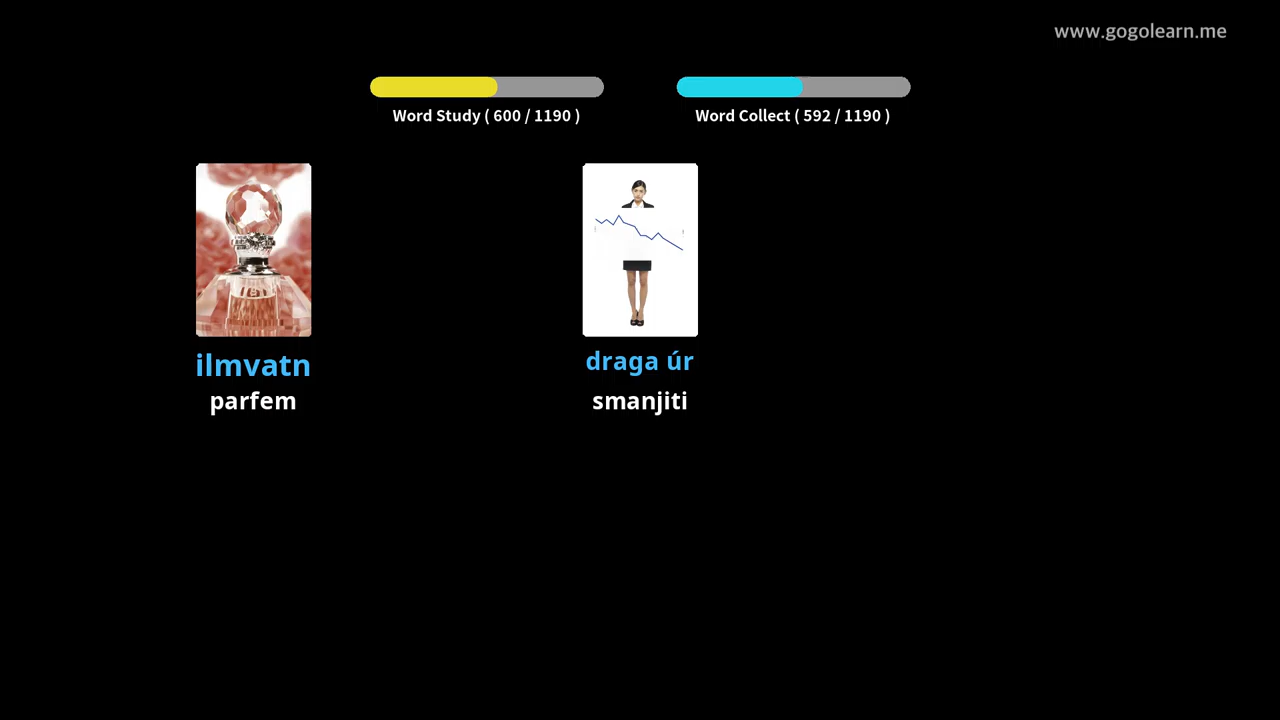 www.gogolearn.me
Word Study ( 600 / 1190 )
Word Collect ( 592 / 1190 )
ilmvatn
parfem
draga úr
smanjiti